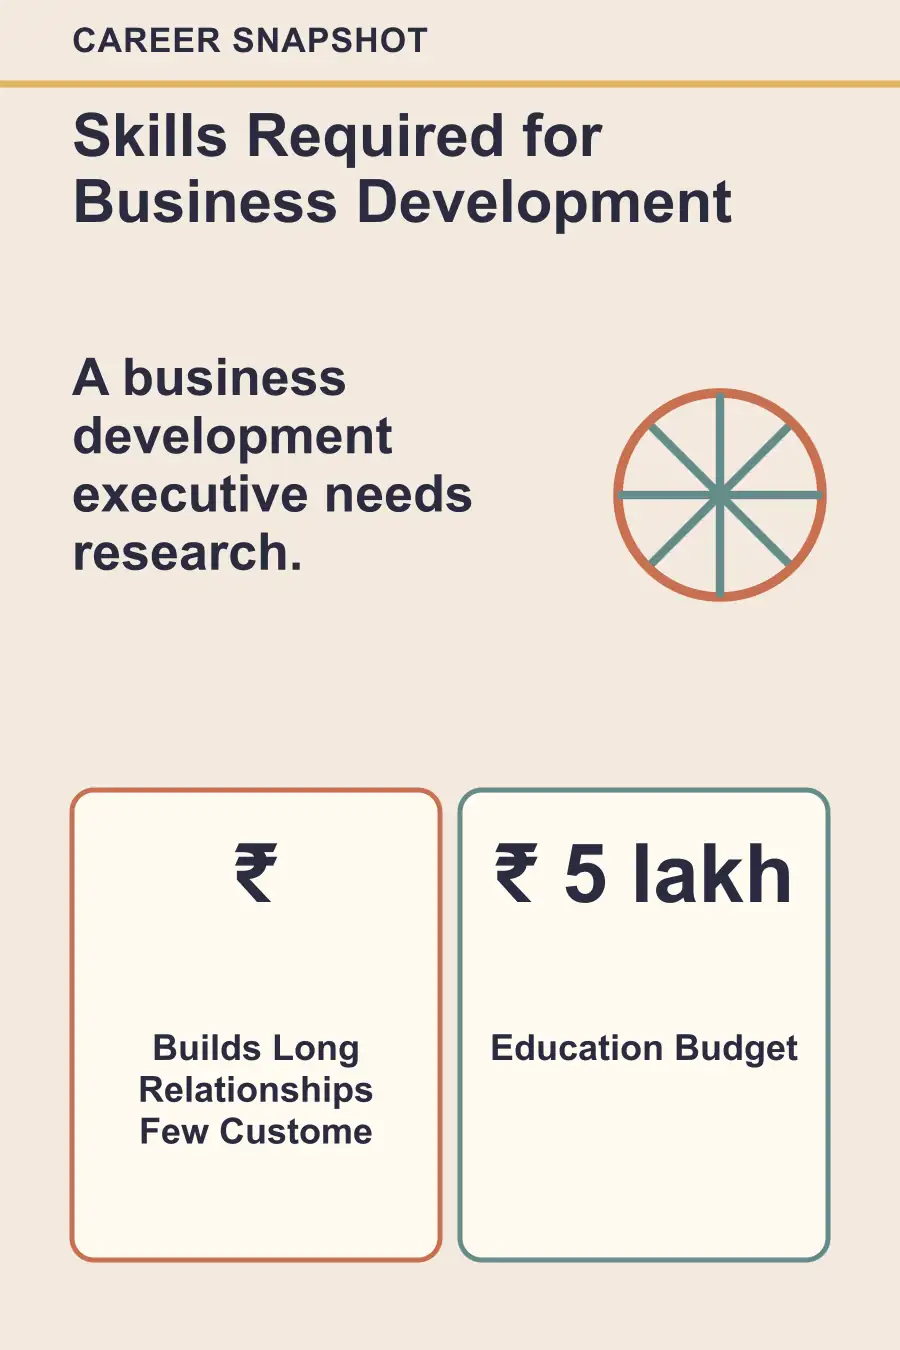 CAREER SNAPSHOT
Skills Required for
Business Development
A business
development
executive needs
research.
₹
Builds Long
Relationships
Few Custome
₹ 5 lakh
Education Budget